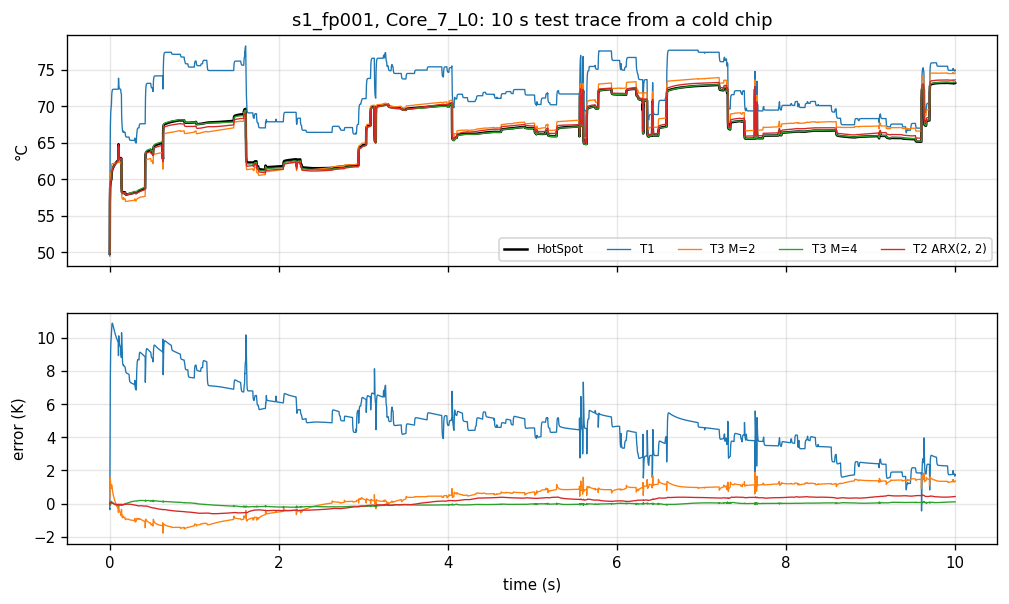 s1_fp001, Core_7_L0: 10 s test trace from a cold chip
°C
75
70
65
60
55
50
HotSpot T1 T3 M=2 T3 M=4 T2 ARX(2, 2)
error (K)
10
8
6
4
2
0
−2
0 2 4 6 8 10
time (s)